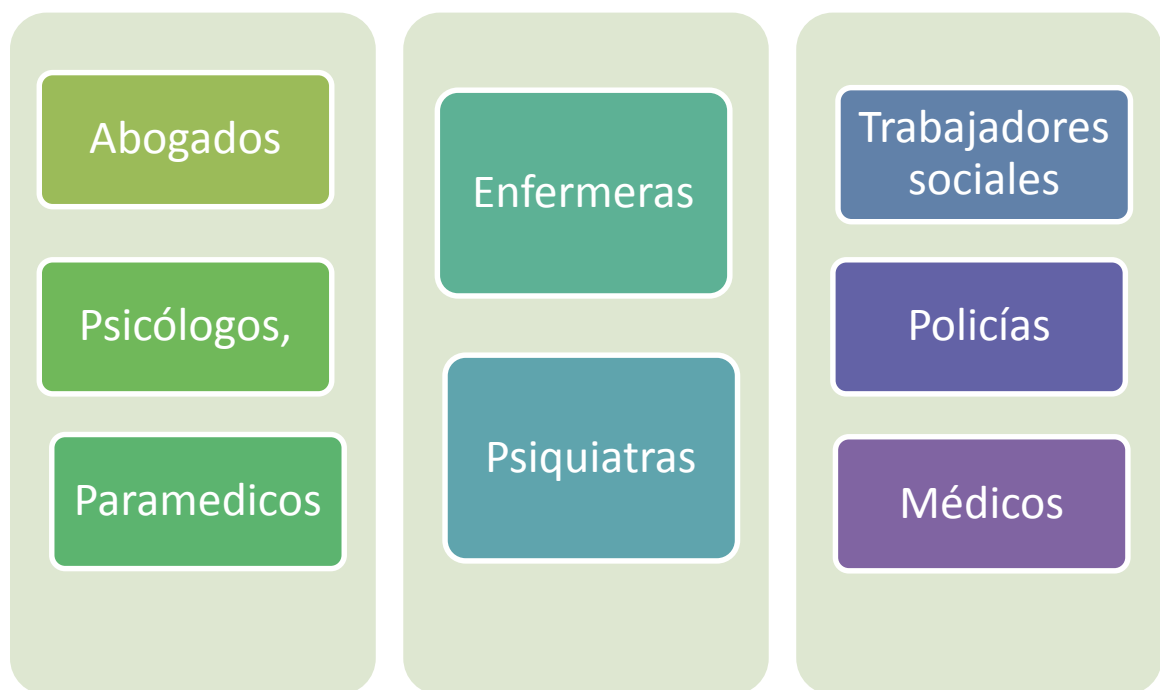 Abogados
Psicólogos,
Paramedicos
Enfermeras
Psiquiatras
Trabajadores
sociales
Policías
Médicos